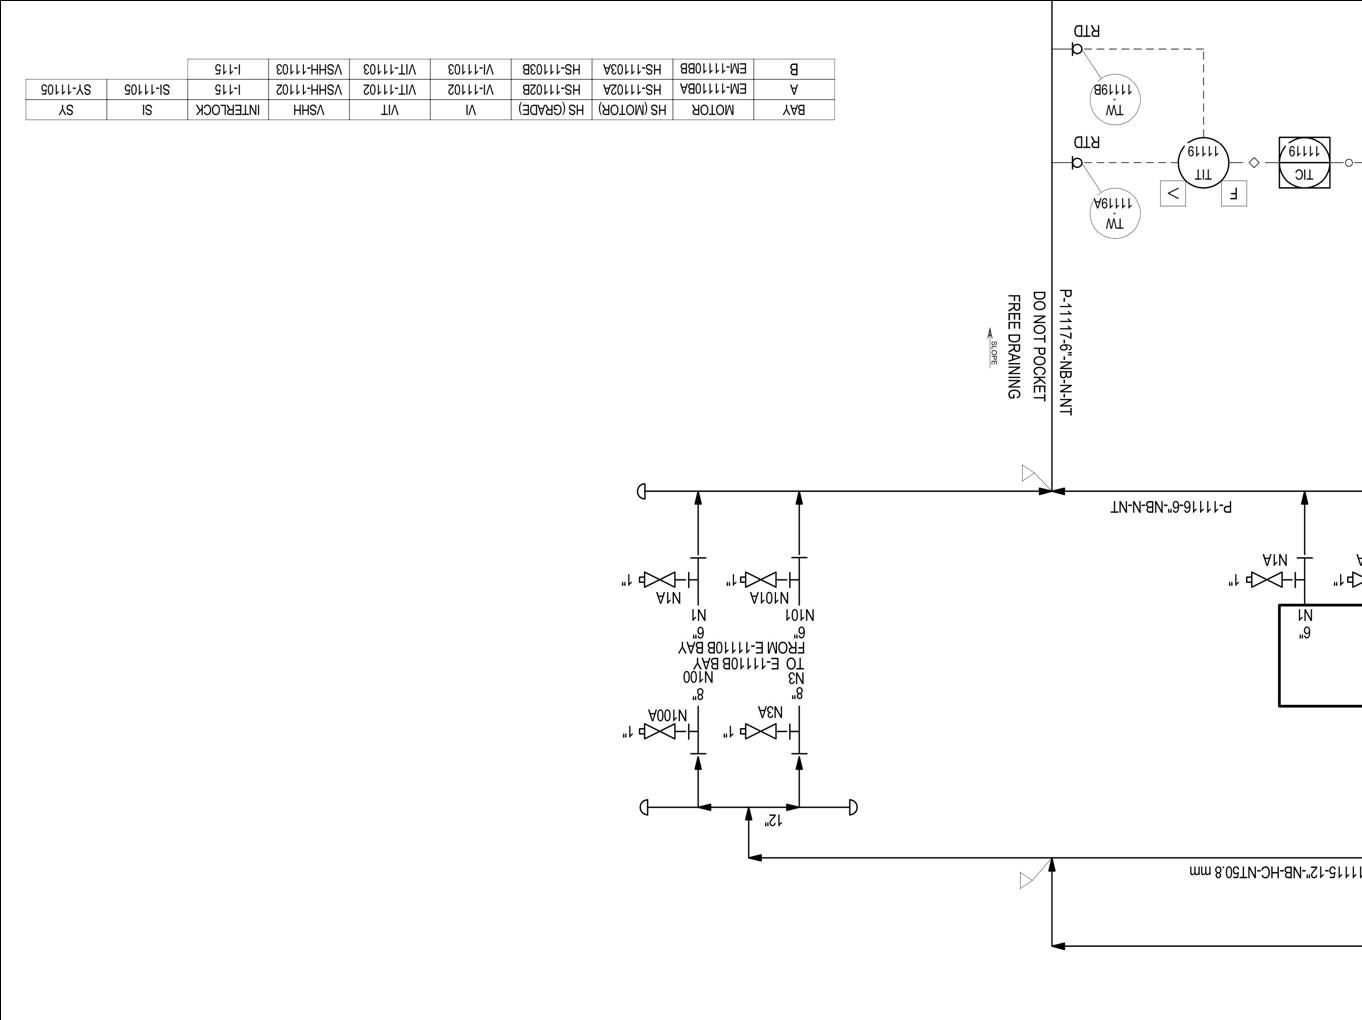 11115-12"-NB-HC-NT50.8 mm
12"
1"
N3A
1"
N100A
8"
N3
8"
N100
TO E-11110B BAY
FROM E-11110B BAY
6"
N101
6"
N1
N101A
1"
N1A
1"
6"
N1
N1A
1"
A
1"
P-11116-6"-NB-N-NT
P-11117-6"-NB-N-NT
DO NOT POCKET
FREE DRAINING
SLOPE
TW
11119A
F
<
TIC
11119
TIT
11119
RTD
TW
11119B
RTD
BAY MOTOR HS (MOTOR) HS (GRADE) VI VIT VSHH INTERLOCK SI SY
A EM-11110BA HS-11102A HS-11102B VI-11102 VIT-11102 VSHH-11102 I-115 SI-11105 SY-11105
B EM-11110BB HS-11103A HS-11103B VI-11103 VIT-11103 VSHH-11103 I-115